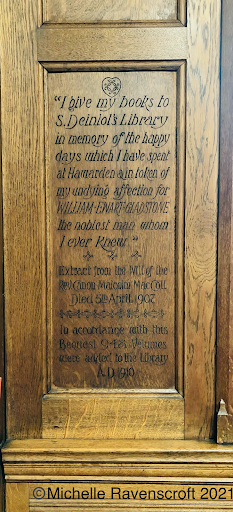 "I give my books to
S. Deiniol's Library
in memory of the happy
days which I have spent
at Hawarden & in token of
my undying affection for
WILLIAM·EWART·GLADSTONE
the noblest man whom
I ever knew."
Extract from the Will of the
Rev. Canon Malcolm MacColl
Died 5th April, 1907
In accordance with this
Bequest Volumes
were added to the Library
A.D. 1910
©Michelle Ravenscroft 2021